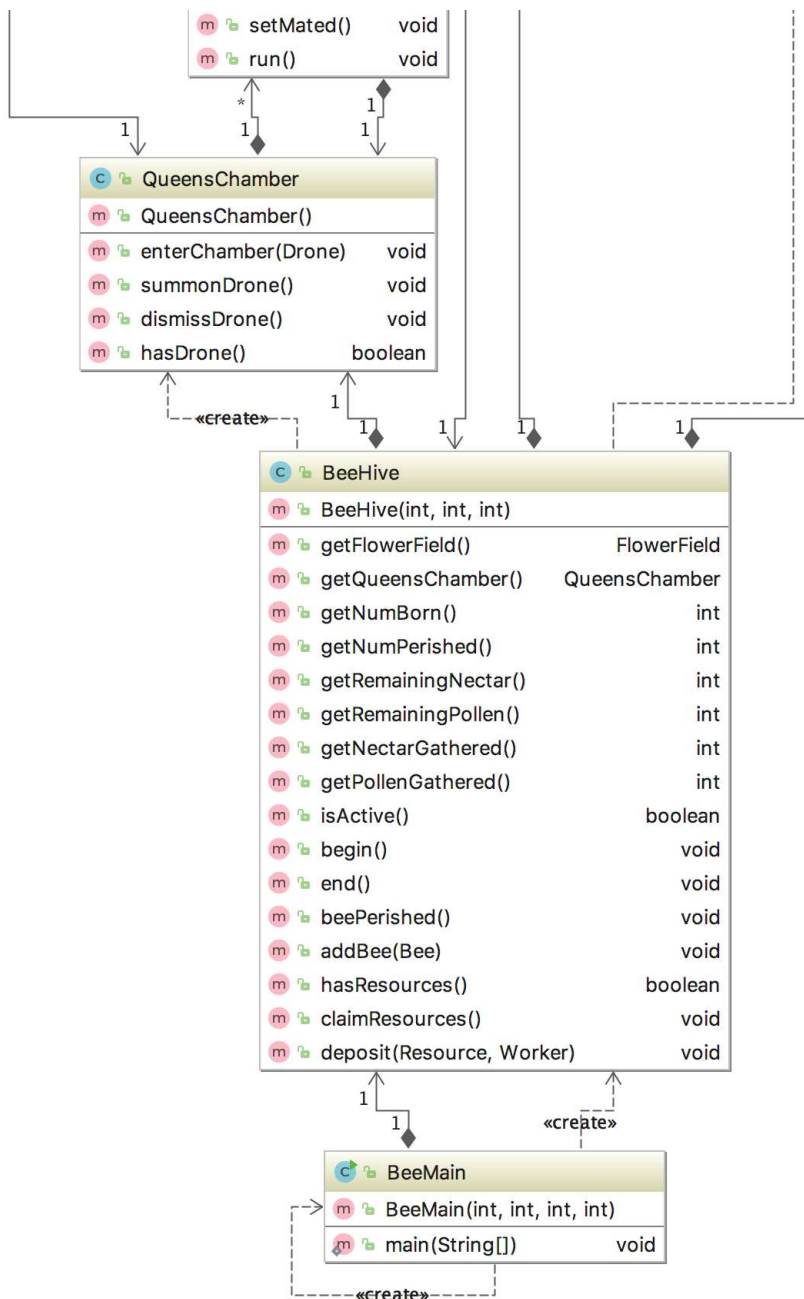 m setMated() void
m run() void
* 1
1 1 1
C QueensChamber
m QueensChamber()
m enterChamber(Drone) void
m summonDrone() void
m dismissDrone() void
m hasDrone() boolean
1
«create» 1 1 1 1
C BeeHive
m BeeHive(int, int, int)
m getFlowerField() FlowerField
m getQueensChamber() QueensChamber
m getNumBorn() int
m getNumPerished() int
m getRemainingNectar() int
m getRemainingPollen() int
m getNectarGathered() int
m getPollenGathered() int
m isActive() boolean
m begin() void
m end() void
m beePerished() void
m addBee(Bee) void
m hasResources() boolean
m claimResources() void
m deposit(Resource, Worker) void
1
1 «create»
C BeeMain
m BeeMain(int, int, int, int)
m main(String[]) void
«create»